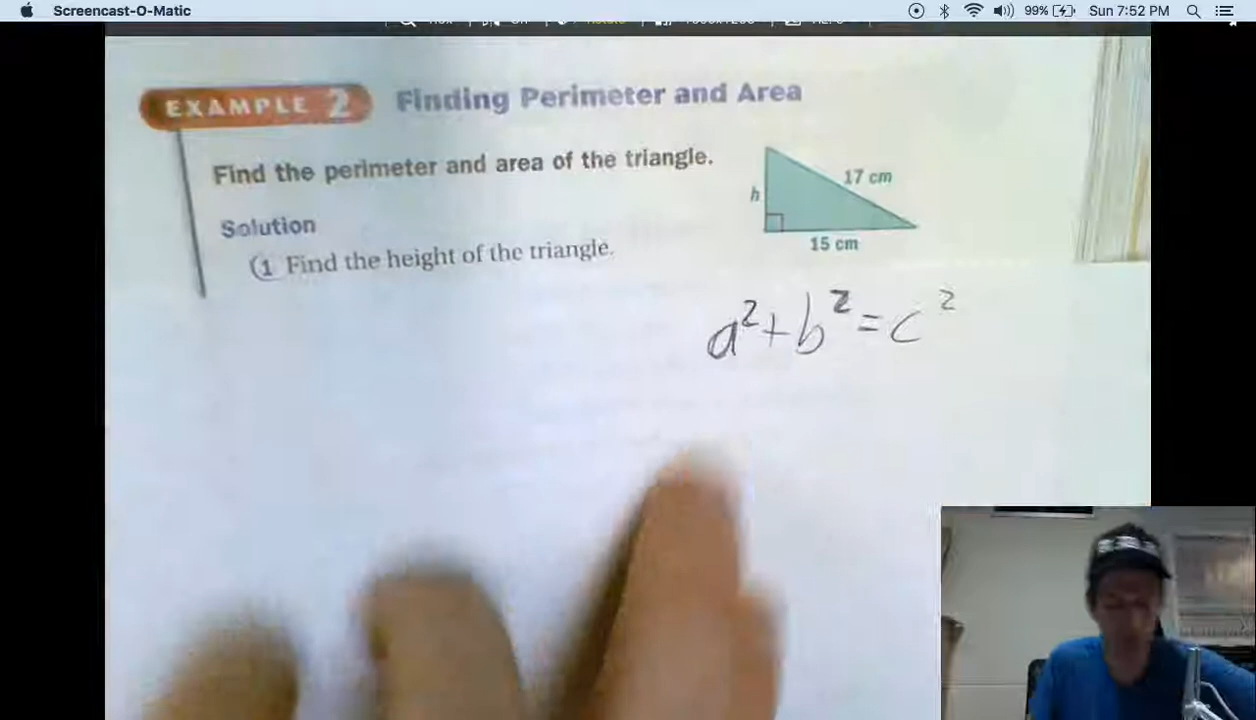 Screencast-O-Matic
99%
Sun 7:52 PM
EXAMPLE 2 Finding Perimeter and Area
Find the perimeter and area of the triangle.
17 cm
h
15 cm
Solution
(1 Find the height of the triangle.
a²+b²=c²